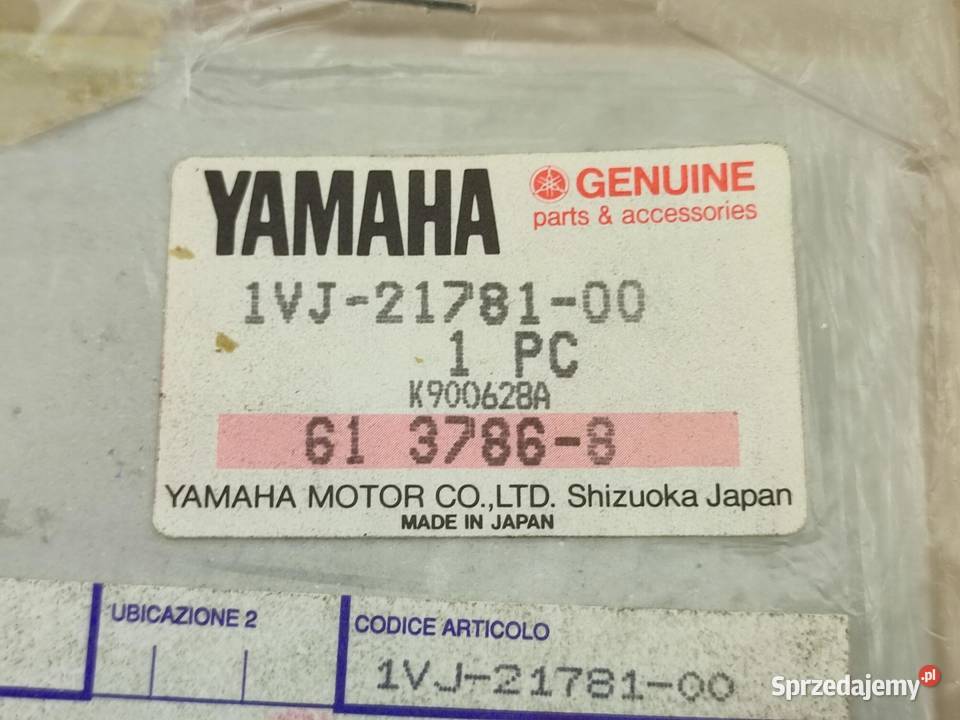 YAMAHA GENUINE
parts & accessories
1VJ-21781-00
1 PC
K900628A
61 3786-8
YAMAHA MOTOR CO.,LTD. Shizuoka Japan
MADE IN JAPAN
UBICAZIONE 2
CODICE ARTICOLO
1VJ-21781-00
Sprzedajemy.pl